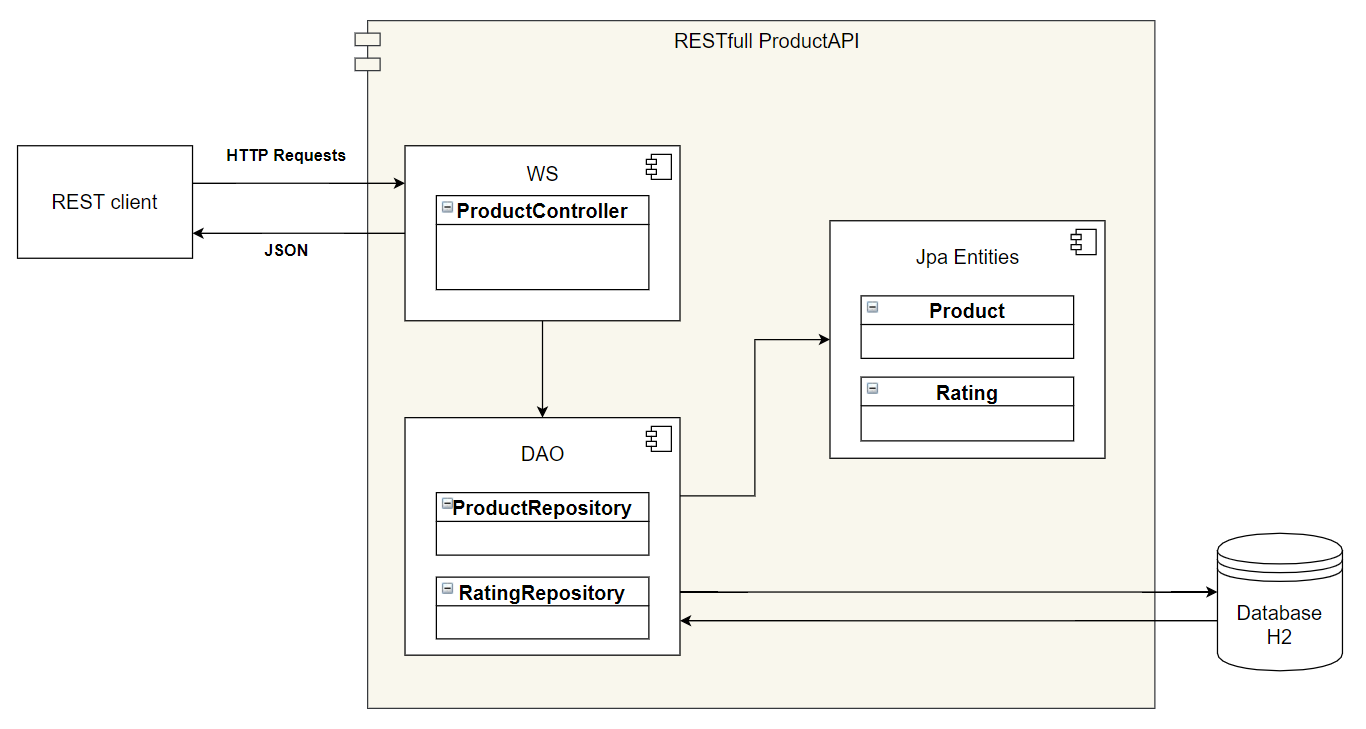 RESTfull ProductAPI
REST client
HTTP Requests
JSON
WS
ProductController
Jpa Entities
Product
Rating
DAO
ProductRepository
RatingRepository
Database
H2